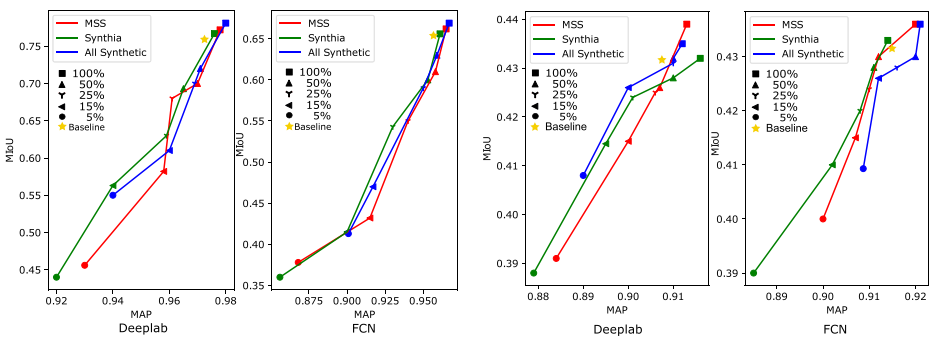 MSS
Synthia
All Synthetic
100%
50%
25%
15%
5%
Baseline
0.75
0.70
0.65
0.60
0.55
0.50
0.45
MIoU
0.92 0.94 0.96 0.98
MAP
Deeplab
MSS
Synthia
All Synthetic
100%
50%
25%
15%
5%
Baseline
0.65
0.60
0.55
0.50
0.45
0.40
0.35
MIoU
0.875 0.900 0.925 0.950
MAP
FCN
MSS
Synthia
All Synthetic
100%
50%
25%
15%
5%
Baseline
0.44
0.43
0.42
0.41
0.40
0.39
MIoU
0.88 0.89 0.90 0.91
MAP
Deeplab
MSS
Synthia
All Synthetic
100%
50%
25%
15%
5%
Baseline
0.43
0.42
0.41
0.40
0.39
MIoU
0.89 0.90 0.91 0.92
MAP
FCN